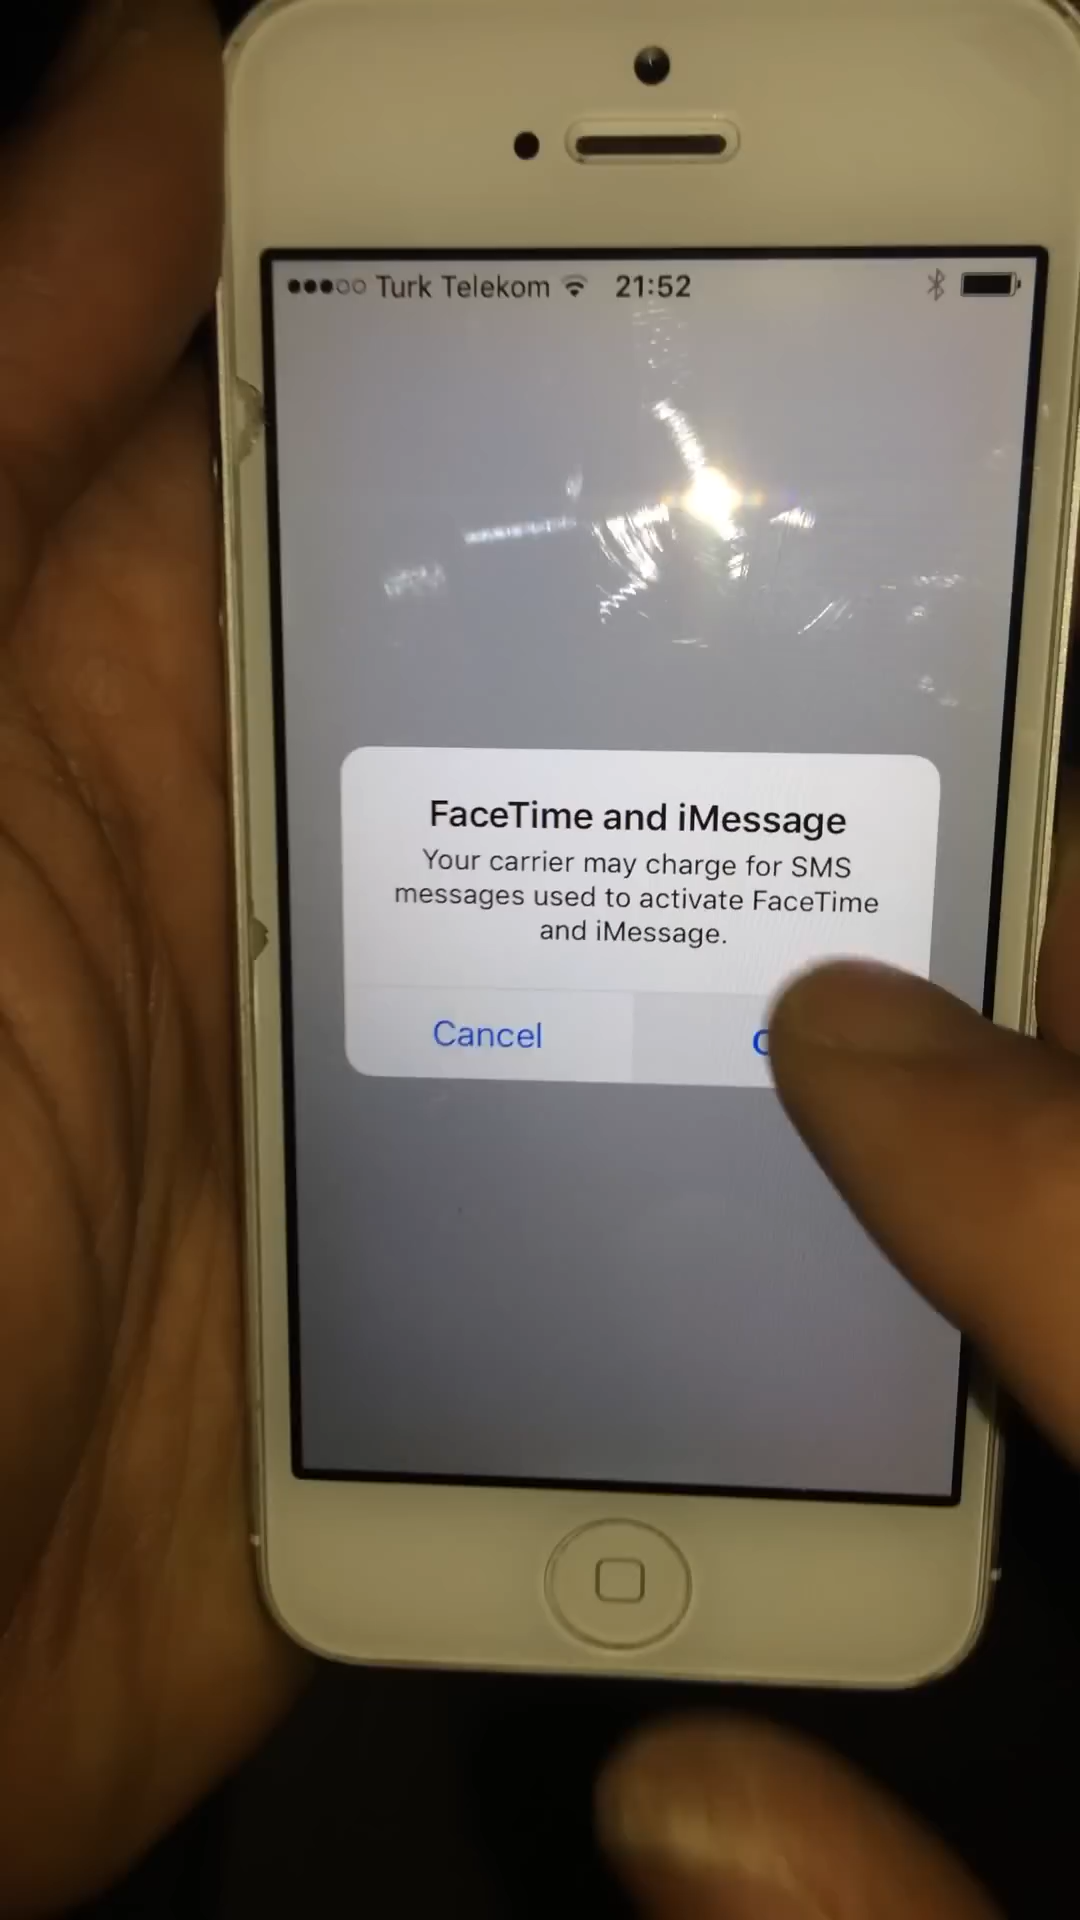 Turk Telekom 21:52
FaceTime and iMessage
Your carrier may charge for SMS
messages used to activate FaceTime
and iMessage.
Cancel